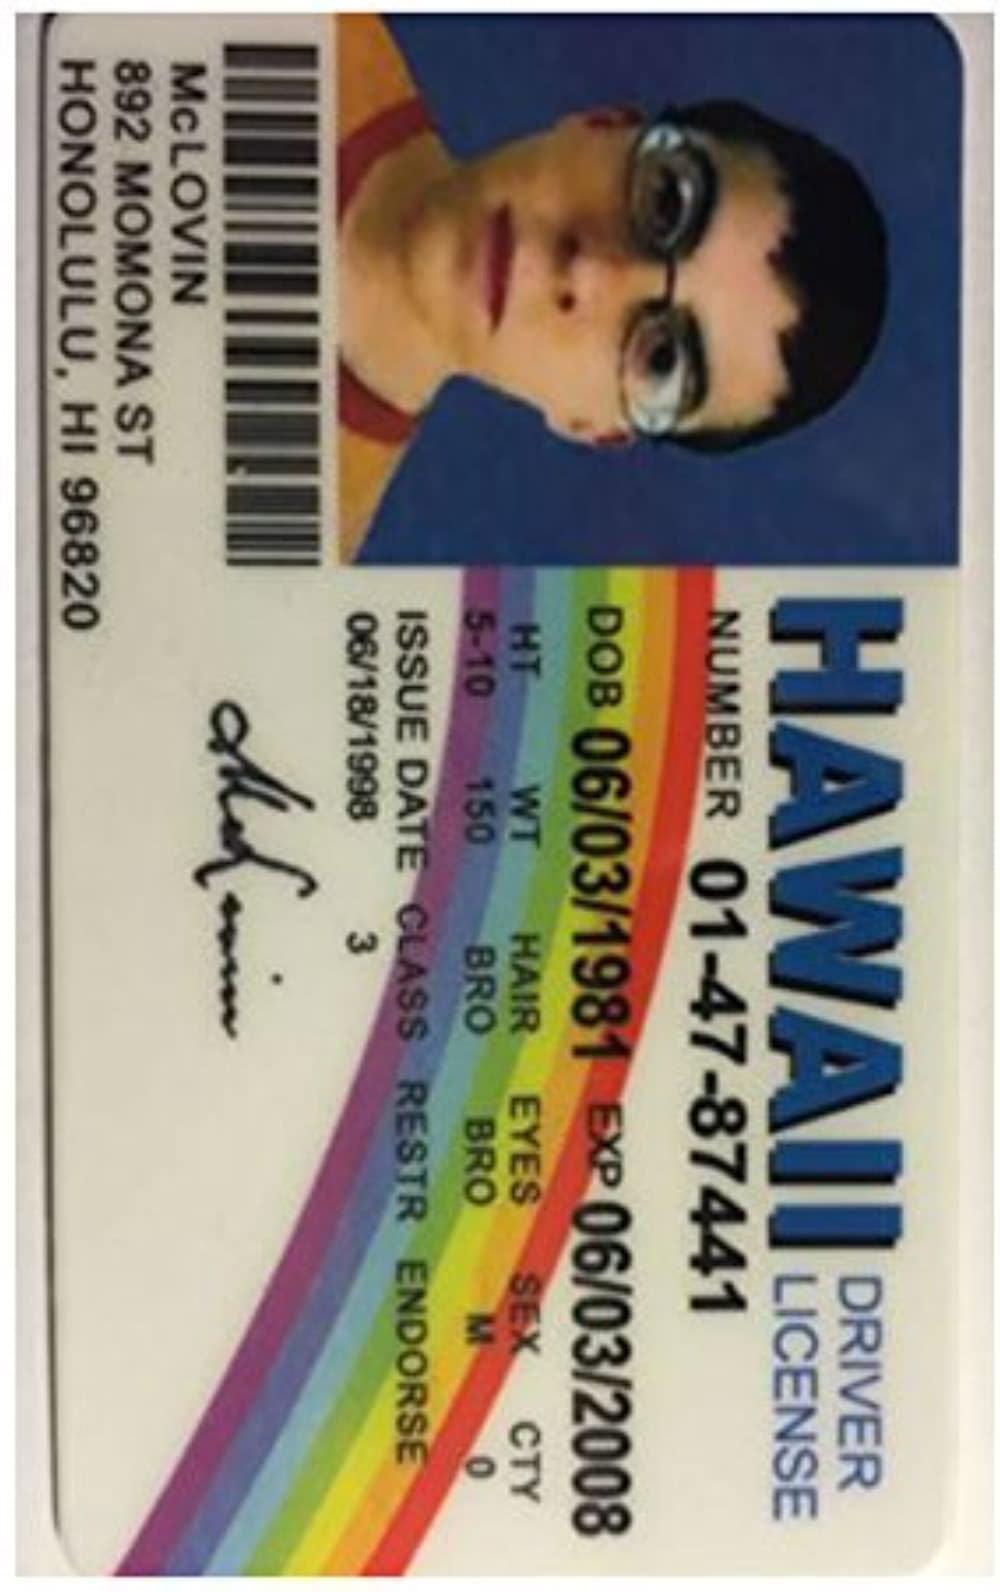 HAWAII DRIVER LICENSE
NUMBER 01-47-87441
DOB 06/03/1981 EXP 06/03/2008
HT WT HAIR EYES SEX CTY
5-10 150 BRO BRO M 0
ISSUE DATE CLASS RESTR ENDORSE
06/18/1998 3
McLovin
McLOVIN
892 MOMONA ST
HONOLULU, HI 96820